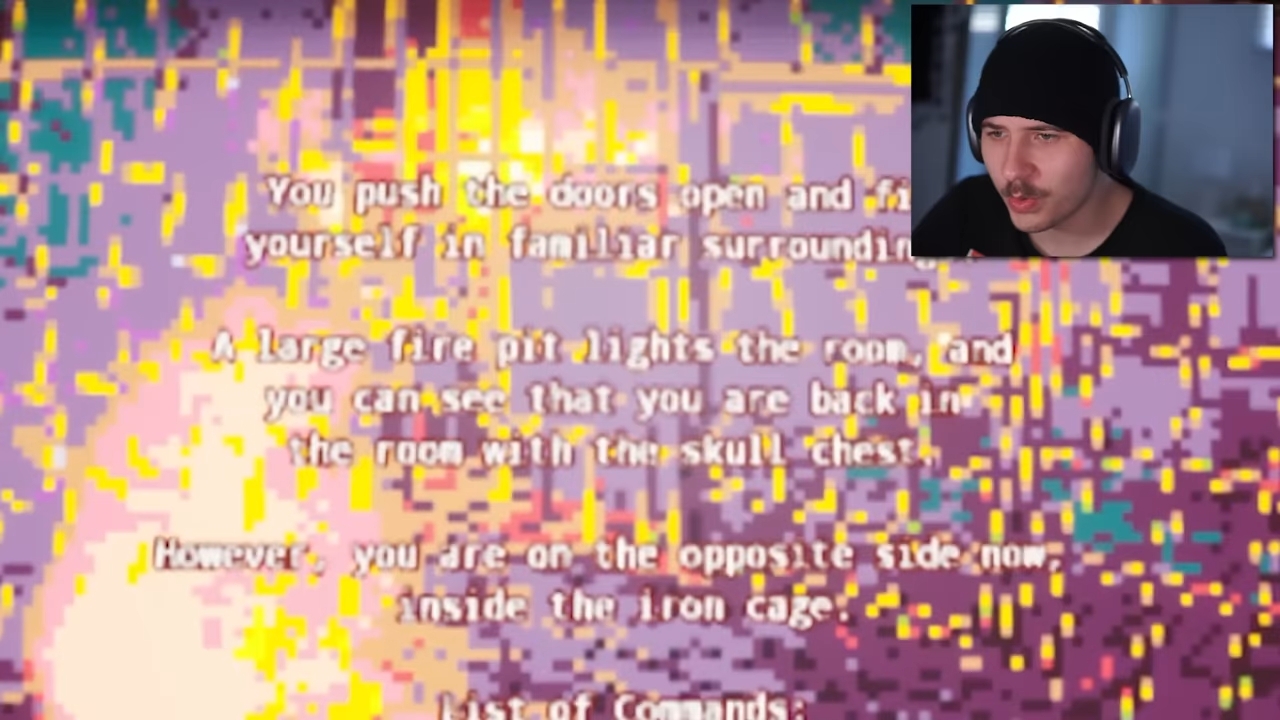 You push the doors open and
yourself in familiar
A large fire pit lights the room, and
you can see that you are back in
the room with the skull chest.
However, you are on the opposite side now,
inside the iron cage.
List of Commands: